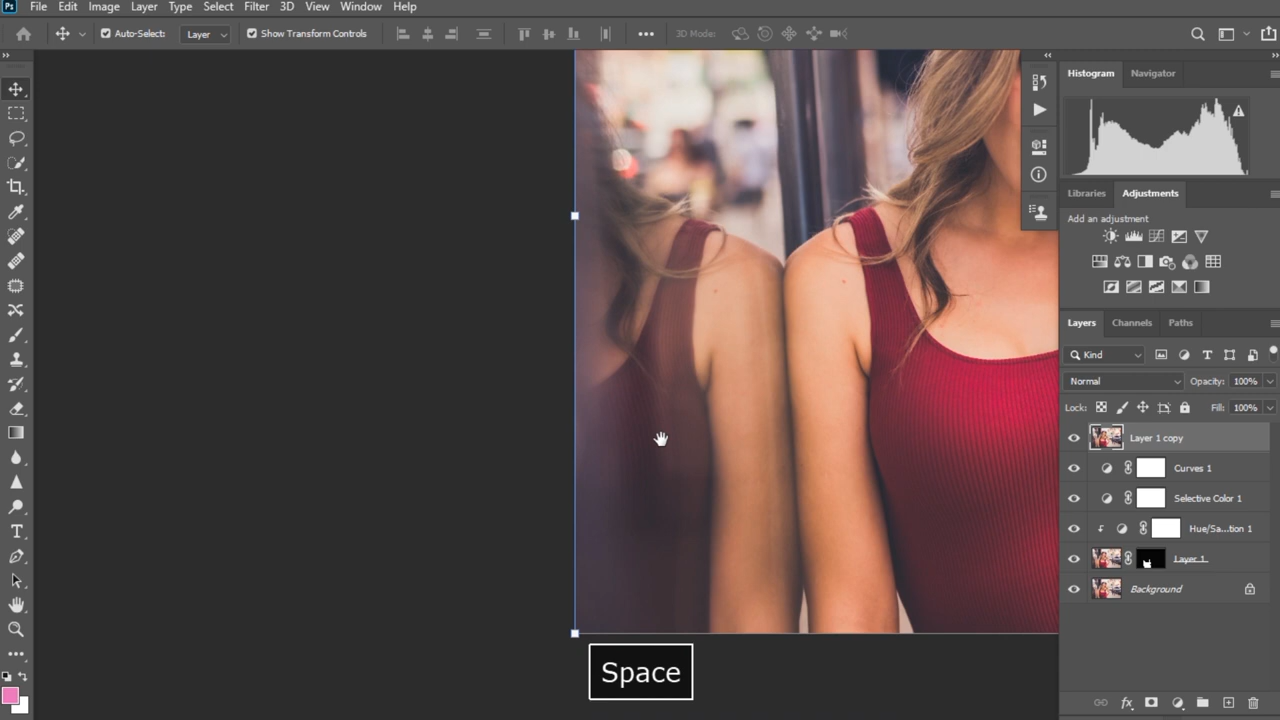 Ps File Edit Image Layer Type Select Filter 3D View Window Help
Auto-Select: Layer Show Transform Controls 3D Mode:
Histogram Navigator
Libraries Adjustments
Add an adjustment
Layers Channels Paths
Kind
Normal Opacity: 100%
Lock: Fill: 100%
Layer 1 copy
Curves 1
Selective Color 1
Hue/Sa...tion 1
Layer 1
Background
fx
Space